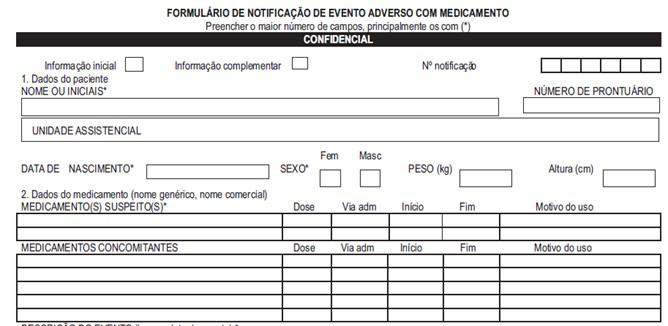 FORMULÁRIO DE NOTIFICAÇÃO DE EVENTO ADVERSO COM MEDICAMENTO
Preencher o maior número de campos, principalmente os com (*)
CONFIDENCIAL
Informação inicial Informação complementar Nº notificação
1. Dados do paciente
NOME OU INICIAIS* NÚMERO DE PRONTUÁRIO
UNIDADE ASSISTENCIAL
Fem Masc
DATA DE NASCIMENTO* SEXO* PESO (kg) Altura (cm)
2. Dados do medicamento (nome genérico, nome comercial)
MEDICAMENTO(S) SUSPEITO(S)* Dose Via adm Início Fim Motivo do uso
MEDICAMENTOS CONCOMITANTES Dose Via adm Início Fim Motivo do uso